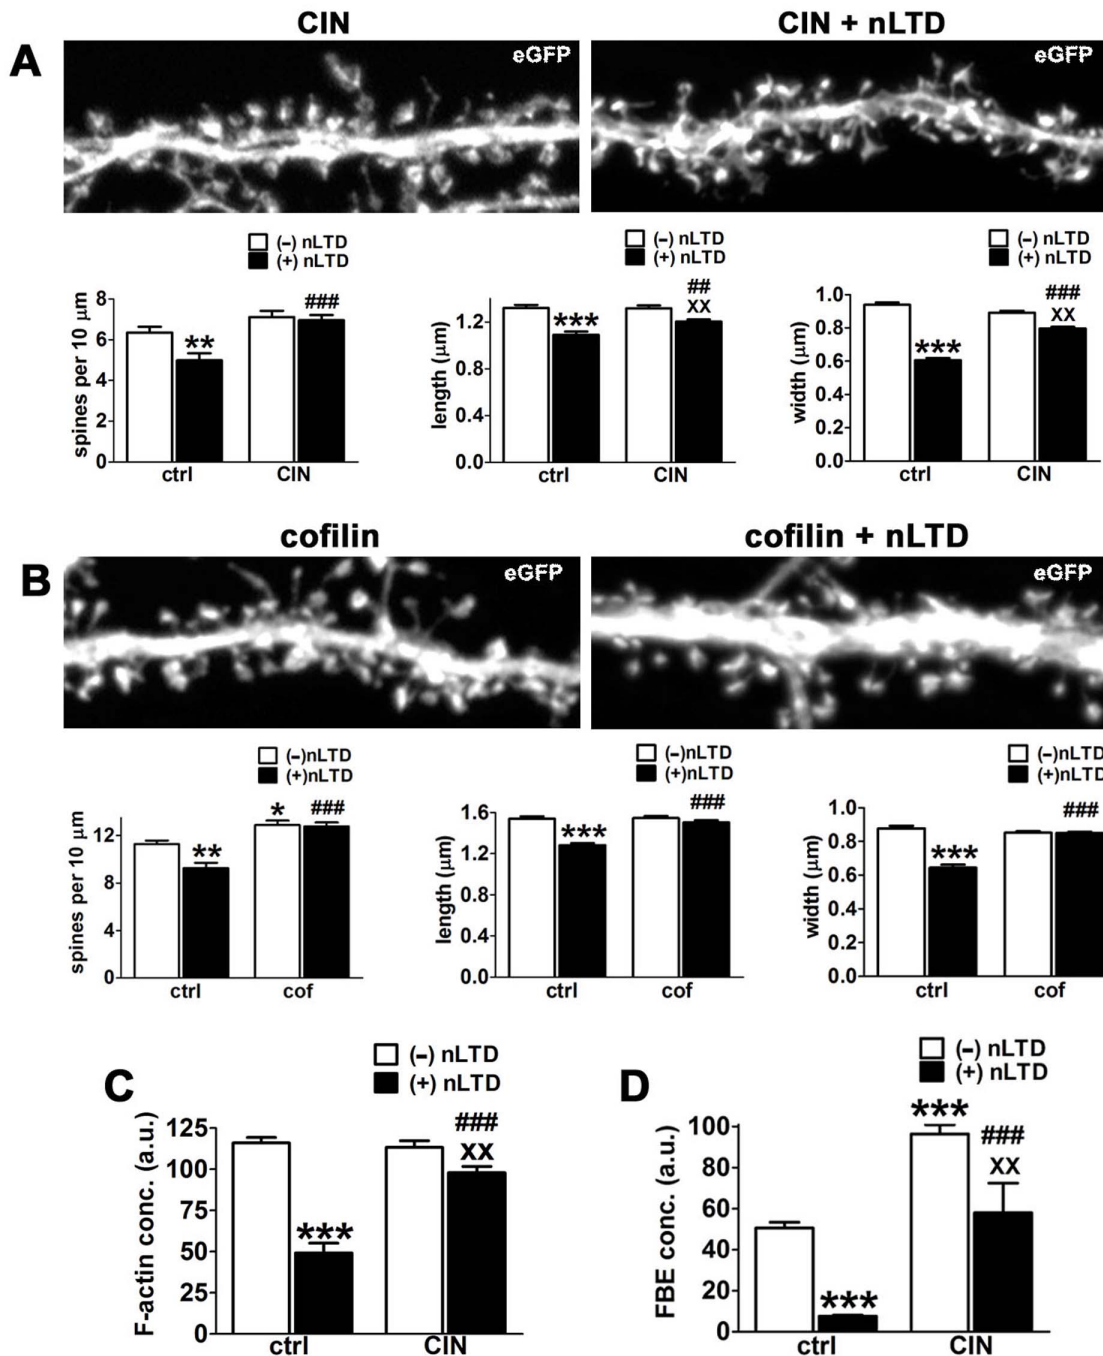 CIN
CIN + nLTD
A
eGFP
eGFP
(-) nLTD
(+) nLTD
(-) nLTD
(+) nLTD
(-) nLTD
(+) nLTD
spines per 10 µm
8
6
4
2
0
**
###
ctrl
CIN
length (µm)
1.2
0.8
0.4
0.0
***
##
xx
ctrl
CIN
width (µm)
1.0
0.8
0.6
0.4
0.2
0.0
***
###
xx
ctrl
CIN
cofilin
cofilin + nLTD
B
eGFP
eGFP
(-)nLTD
(+)nLTD
(-)nLTD
(+)nLTD
(-)nLTD
(+)nLTD
spines per 10 µm
12
8
4
0
**
*
###
ctrl
cof
length (µm)
1.6
1.2
0.8
0.4
0.0
***
###
ctrl
cof
width (µm)
1.0
0.8
0.6
0.4
0.2
0.0
***
###
ctrl
cof
C
(-) nLTD
(+) nLTD
F-actin conc. (a.u.)
125
100
75
50
25
0
***
###
xx
ctrl
CIN
D
(-) nLTD
(+) nLTD
FBE conc. (a.u.)
100
80
60
40
20
0
***
***
###
xx
ctrl
CIN